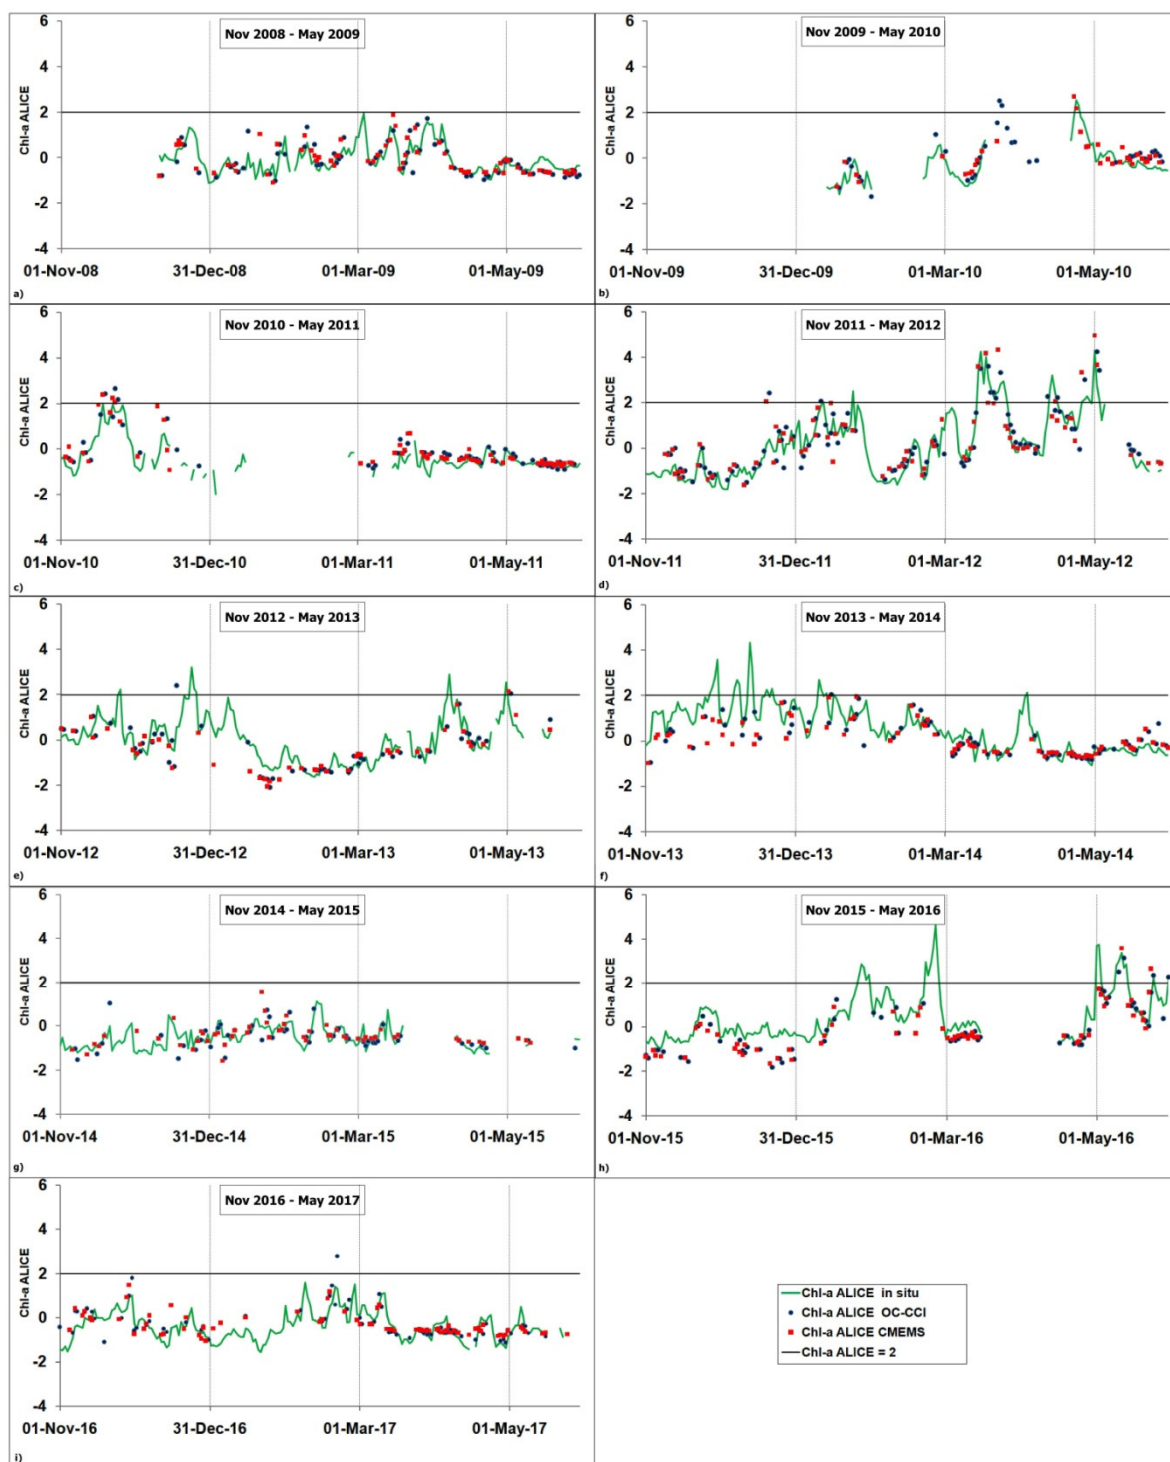 Nov 2008 - May 2009
Chl-a ALICE
6
4
2
0
-2
-4
01-Nov-08 31-Dec-08 01-Mar-09 01-May-09
a)
Nov 2009 - May 2010
Chl-a ALICE
6
4
2
0
-2
-4
01-Nov-09 31-Dec-09 01-Mar-10 01-May-10
b)
Nov 2010 - May 2011
Chl-a ALICE
6
4
2
0
-2
-4
01-Nov-10 31-Dec-10 01-Mar-11 01-May-11
c)
Nov 2011 - May 2012
Chl-a ALICE
6
4
2
0
-2
-4
01-Nov-11 31-Dec-11 01-Mar-12 01-May-12
d)
Nov 2012 - May 2013
Chl-a ALICE
6
4
2
0
-2
-4
01-Nov-12 31-Dec-12 01-Mar-13 01-May-13
e)
Nov 2013 - May 2014
Chl-a ALICE
6
4
2
0
-2
-4
01-Nov-13 31-Dec-13 01-Mar-14 01-May-14
f)
Nov 2014 - May 2015
Chl-a ALICE
6
4
2
0
-2
-4
01-Nov-14 31-Dec-14 01-Mar-15 01-May-15
g)
Nov 2015 - May 2016
Chl-a ALICE
6
4
2
0
-2
-4
01-Nov-15 31-Dec-15 01-Mar-16 01-May-16
h)
Nov 2016 - May 2017
Chl-a ALICE
6
4
2
0
-2
-4
01-Nov-16 31-Dec-16 01-Mar-17 01-May-17
i)
Chl-a ALICE in situ
Chl-a ALICE OC-CCI
Chl-a ALICE CMEMS
Chl-a ALICE = 2